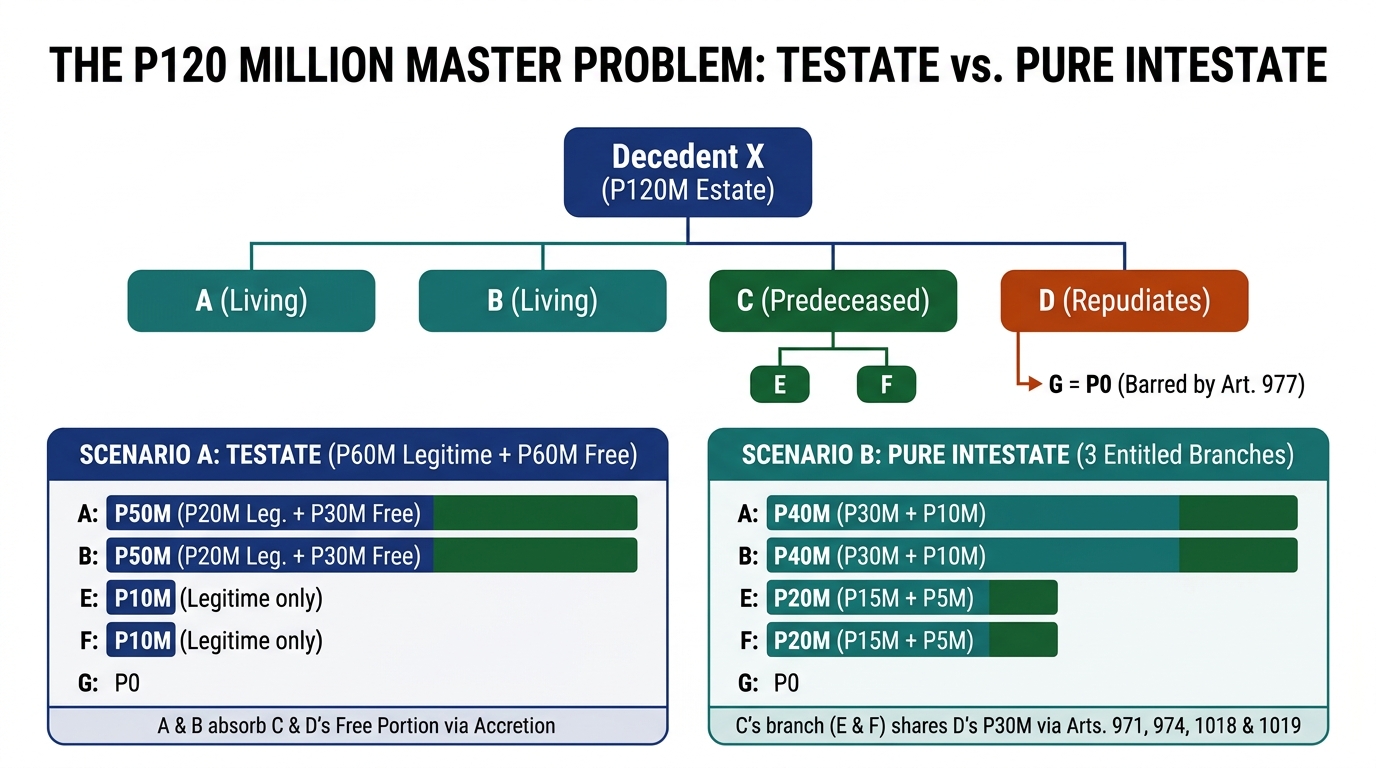 THE P120 MILLION MASTER PROBLEM: TESTATE vs. PURE INTESTATE
Decedent X
(P120M Estate)
A (Living)
B (Living)
C (Predeceased)
D (Repudiates)
E
F
G = P0 (Barred by Art. 977)
SCENARIO A: TESTATE (P60M Legitime + P60M Free)
A: P50M (P20M Leg. + P30M Free)
B: P50M (P20M Leg. + P30M Free)
E: P10M (Legitime only)
F: P10M (Legitime only)
G: P0
A & B absorb C & D's Free Portion via Accretion
SCENARIO B: PURE INTESTATE (3 Entitled Branches)
A: P40M (P30M + P10M)
B: P40M (P30M + P10M)
E: P20M (P15M + P5M)
F: P20M (P15M + P5M)
G: P0
C's branch (E & F) shares D's P30M via Arts. 971, 974, 1018 & 1019